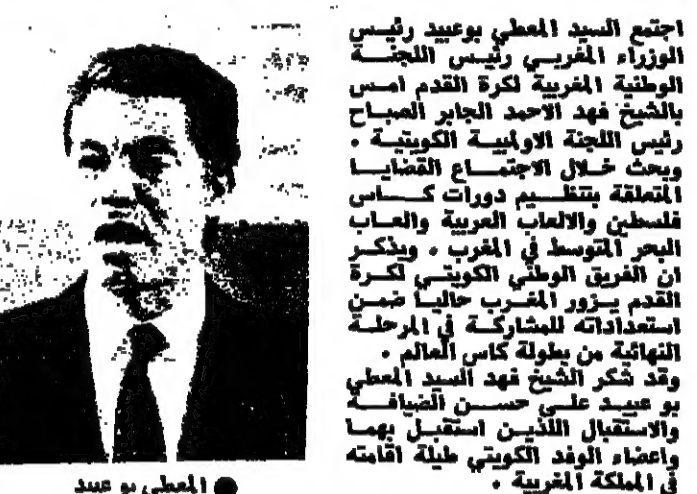 اجتمع السيد المعطي بوعبيد رئيس
الوزراء المغربي رئيس اللجنة
الوطنية المغربية لكرة القدم امس
بالشيخ فهد الاحمد الجابر الصباح
رئيس اللجنة الاولمبية الكويتية .
وبحث خلال الاجتماع القضايا
المتعلقة بتنظيم دورات كاس
فلسطين والالعاب العربية والعاب
البحر المتوسط في المغرب . ويذكر
ان الفريق الوطني الكويتي لكرة
القدم يزور المغرب حاليا ضمن
استعداداته للمشاركة في المرحلة
النهائية من بطولة كاس العالم .
وقد شكر الشيخ فهد السيد المعطي
بو عبيد على حسن الضيافة
والاستقبال اللذين استقبل بهما
واعضاء الوفد الكويتي طيلة اقامته
في المملكة المغربية .
● المعطي بو عبيد